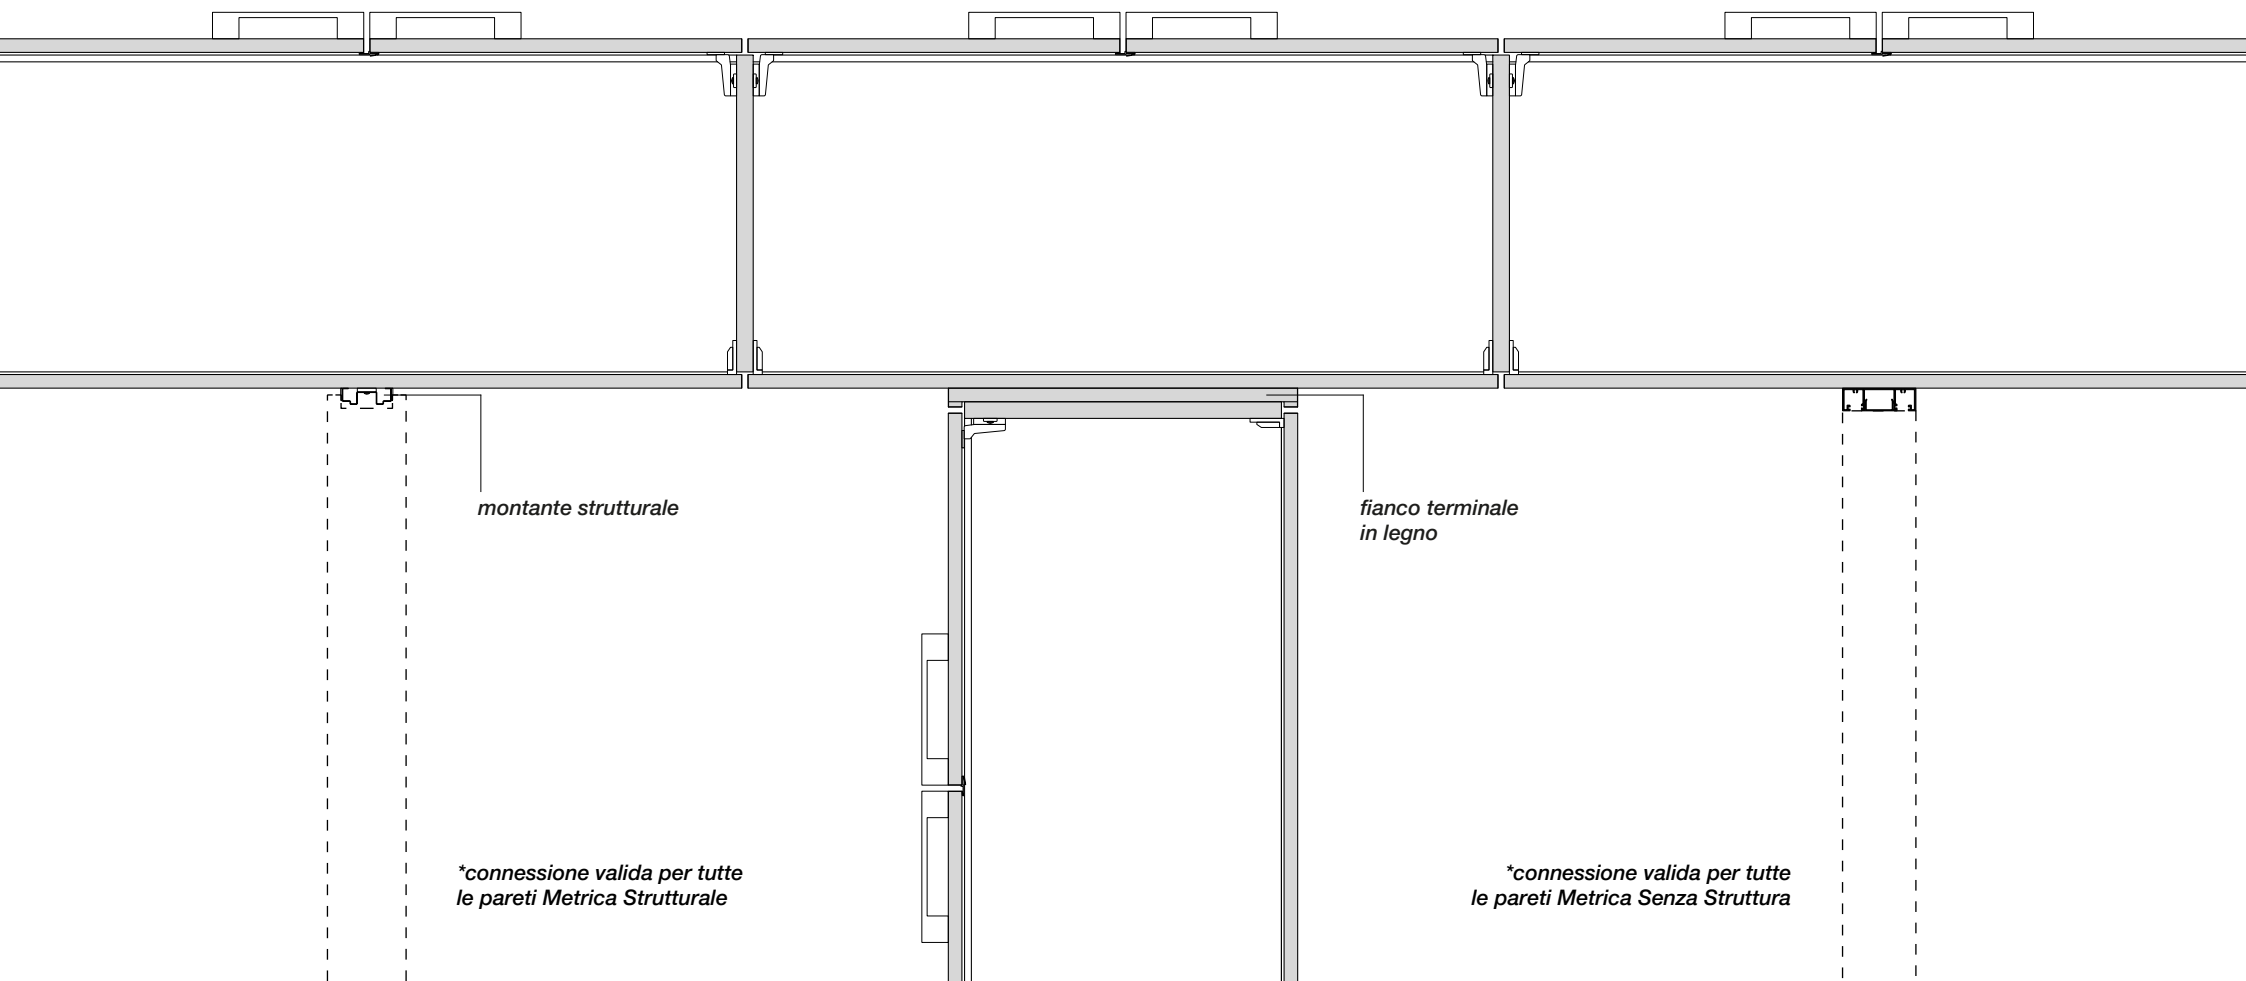 montante strutturale
fianco terminale
in legno
*connessione valida per tutte
le pareti Metrica Strutturale
*connessione valida per tutte
le pareti Metrica Senza Struttura